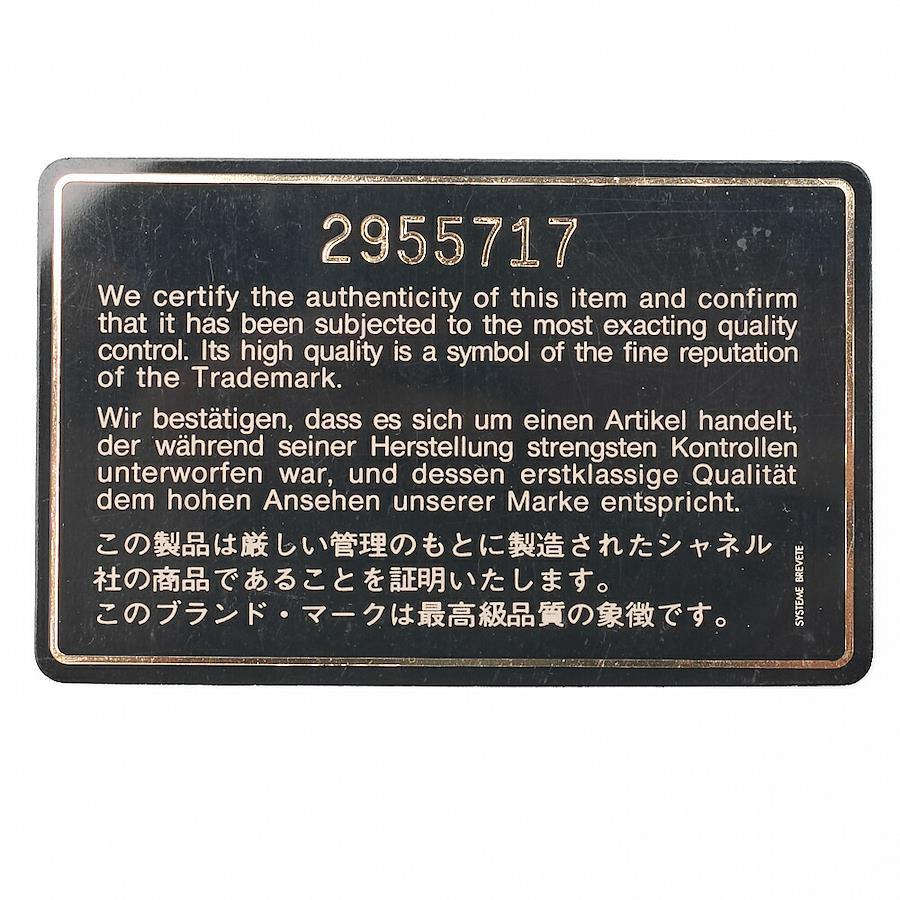 2955717
We certify the authenticity of this item and confirm
that it has been subjected to the most exacting quality
control. Its high quality is a symbol of the fine reputation
of the Trademark.
Wir bestätigen, dass es sich um einen Artikel handelt,
der während seiner Herstellung strengsten Kontrollen
unterworfen war, und dessen erstklassige Qualität
dem hohen Ansehen unserer Marke entspricht.
この製品は厳しい管理のもとに製造されたシャネル
社の商品であることを証明いたします。
このブランド・マークは最高級品質の象徴です。
SYSTEME BREVETE